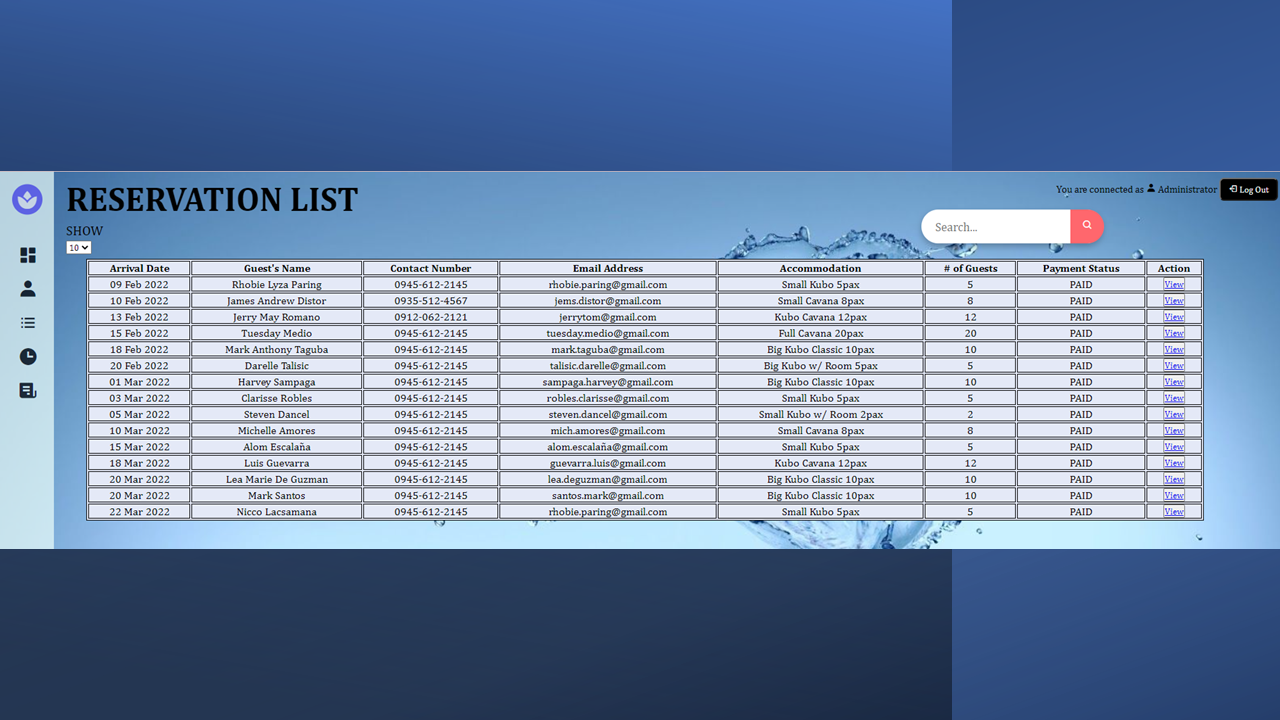 You are connected as Administrator Log Out
RESERVATION LIST
Search...
SHOW
10
Arrival Date Guest's Name Contact Number Email Address Accommodation # of Guests Payment Status Action
09 Feb 2022 Rhobie Lyza Paring 0945-612-2145 rhobie.paring@gmail.com Small Kubo 5pax 5 PAID View
10 Feb 2022 James Andrew Distor 0935-512-4567 jems.distor@gmail.com Small Cavana 8pax 8 PAID View
13 Feb 2022 Jerry May Romano 0912-062-2121 jerrytom@gmail.com Kubo Cavana 12pax 12 PAID View
15 Feb 2022 Tuesday Medio 0945-612-2145 tuesday.medio@gmail.com Full Cavana 20pax 20 PAID View
18 Feb 2022 Mark Anthony Taguba 0945-612-2145 mark.taguba@gmail.com Big Kubo Classic 10pax 10 PAID View
20 Feb 2022 Darelle Talisic 0945-612-2145 talisic.darelle@gmail.com Big Kubo w/ Room 5pax 5 PAID View
01 Mar 2022 Harvey Sampaga 0945-612-2145 sampaga.harvey@gmail.com Big Kubo Classic 10pax 10 PAID View
03 Mar 2022 Clarisse Robles 0945-612-2145 robles.clarisse@gmail.com Small Kubo 5pax 5 PAID View
05 Mar 2022 Steven Dancel 0945-612-2145 steven.dancel@gmail.com Small Kubo w/ Room 2pax 2 PAID View
10 Mar 2022 Michelle Amores 0945-612-2145 mich.amores@gmail.com Small Cavana 8pax 8 PAID View
15 Mar 2022 Alom Escalaña 0945-612-2145 alom.escalaña@gmail.com Small Kubo 5pax 5 PAID View
18 Mar 2022 Luis Guevarra 0945-612-2145 guevarra.luis@gmail.com Kubo Cavana 12pax 12 PAID View
20 Mar 2022 Lea Marie De Guzman 0945-612-2145 lea.deguzman@gmail.com Big Kubo Classic 10pax 10 PAID View
20 Mar 2022 Mark Santos 0945-612-2145 santos.mark@gmail.com Big Kubo Classic 10pax 10 PAID View
22 Mar 2022 Nicco Lacsamana 0945-612-2145 rhobie.paring@gmail.com Small Kubo 5pax 5 PAID View